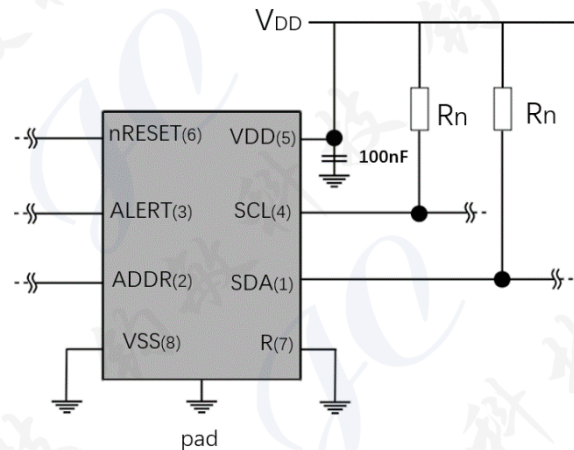 VDD
Rn
Rn
nRESET(6)
VDD(5)
100nF
ALERT(3)
SCL(4)
ADDR(2)
SDA(1)
VSS(8)
R(7)
pad